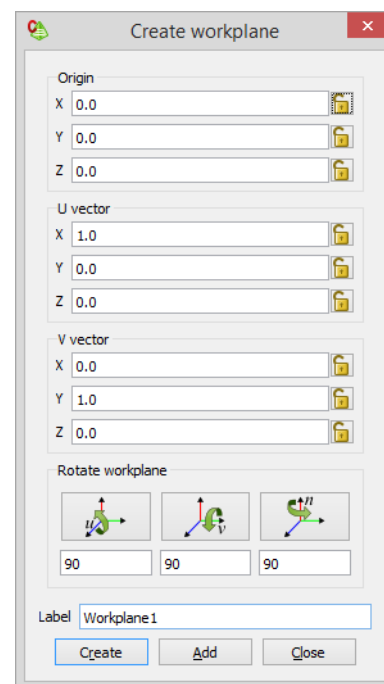 Create workplane
Origin
X 0.0
Y 0.0
Z 0.0
U vector
X 1.0
Y 0.0
Z 0.0
V vector
X 0.0
Y 1.0
Z 0.0
Rotate workplane
u v n
90 90 90
Label Workplane1
Create Add Close